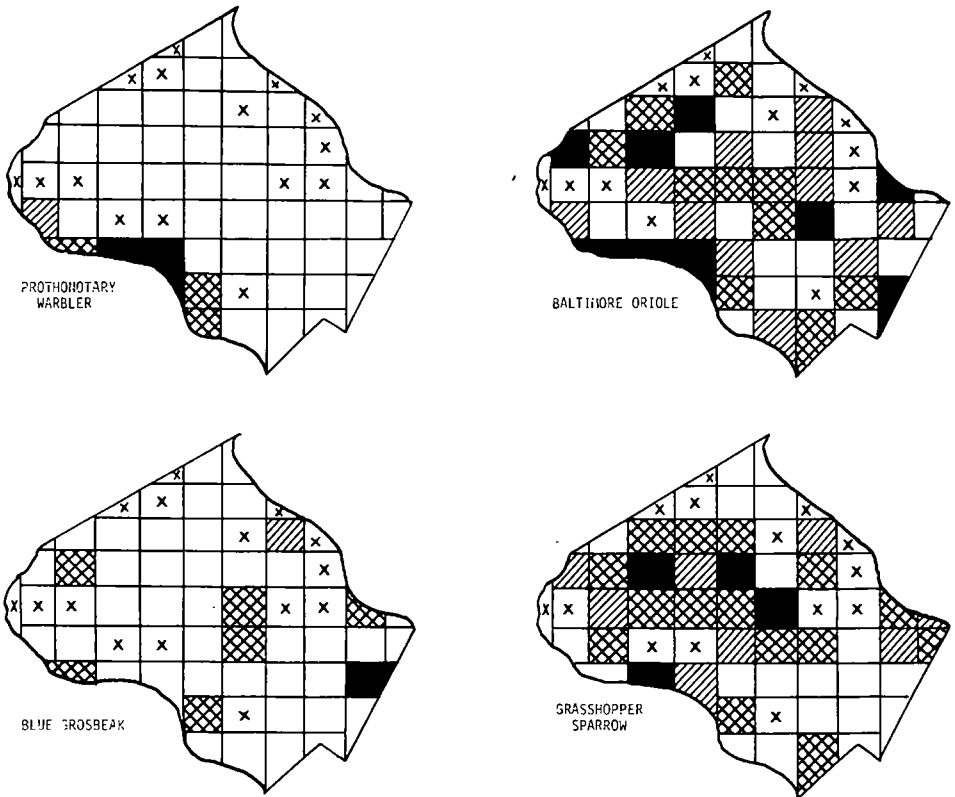 PROTHONOTARY
WARBLER
BALTIMORE ORIOLE
BLUE GROSBEAK
GRASSHOPPER
SPARROW